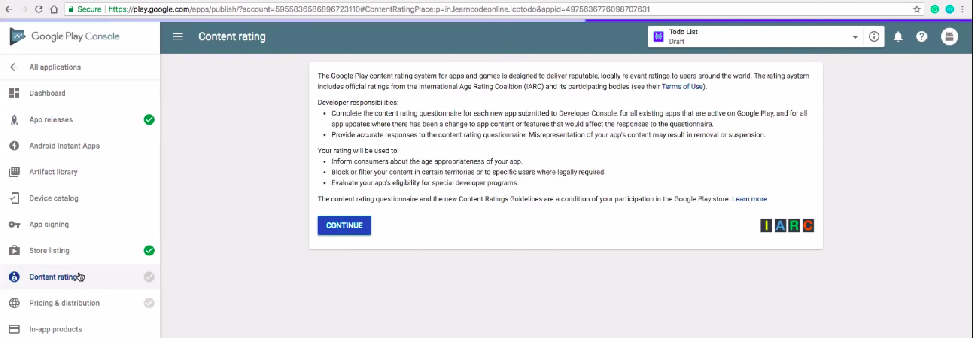 Secure
https://play.google.com/apps/publish/?account=5955836586896723110#ContentRatingPlace:p=in.learncodeonline.lcotodo&appid=4975636776098707631
Google Play Console
Content rating
Todo List
Draft
All applications
Dashboard
App releases
Android Instant Apps
Artifact library
Device catalog
App signing
Store listing
Content rating
Pricing & distribution
In-app products
The Google Play content rating system for apps and games is designed to deliver reputable, locally relevant ratings to users around the world. The rating system
includes official ratings from the International Age Rating Coalition (IARC) and its participating bodies (see their Terms of Use).
Developer responsibilities:
• Complete the content rating questionnaire for each new app submitted to Developer Console, for all existing apps that are active on Google Play, and for all
app updates where there has been a change to app content or features that would affect the responses to the questionnaire.
• Provide accurate responses to the content rating questionnaire. Misrepresentation of your app's content may result in removal or suspension.
Your rating will be used to:
• Inform consumers about the age appropriateness of your app.
• Block or filter your content in certain territories or to specific users where legally required.
• Evaluate your app's eligibility for special developer programs.
The content rating questionnaire and the new Content Ratings Guidelines are a condition of your participation in the Google Play store. Learn more
CONTINUE
IARC